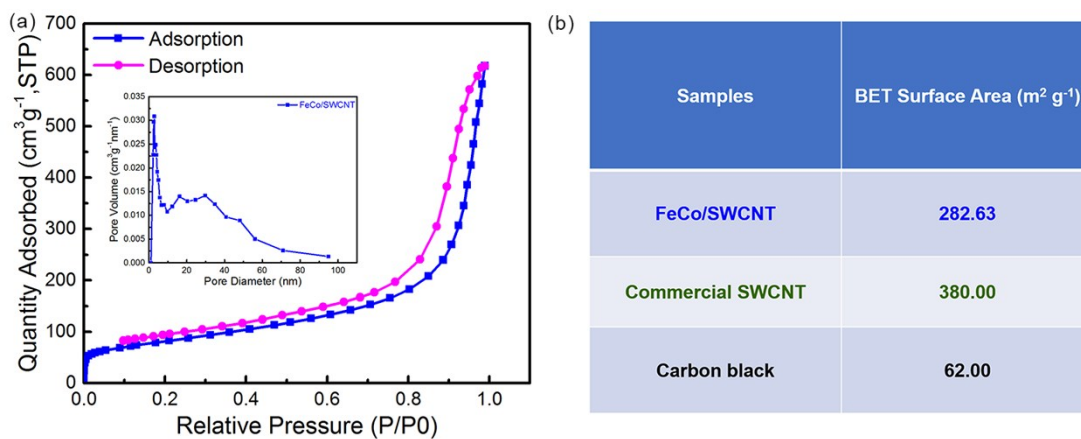 (a)
700
600
500
400
300
200
100
0
Quantity Adsorbed (cm³g⁻¹,STP)
Adsorption
Desorption
0.035
0.030
0.025
0.020
0.015
0.010
0.005
0.000
Pore Volume (cm³g⁻¹nm⁻¹)
FeCo/SWCNT
0 20 40 60 80 100
Pore Diameter (nm)
0.0 0.2 0.4 0.6 0.8 1.0
Relative Pressure (P/P0)
(b)
Samples BET Surface Area (m² g⁻¹)
FeCo/SWCNT 282.63
Commercial SWCNT 380.00
Carbon black 62.00